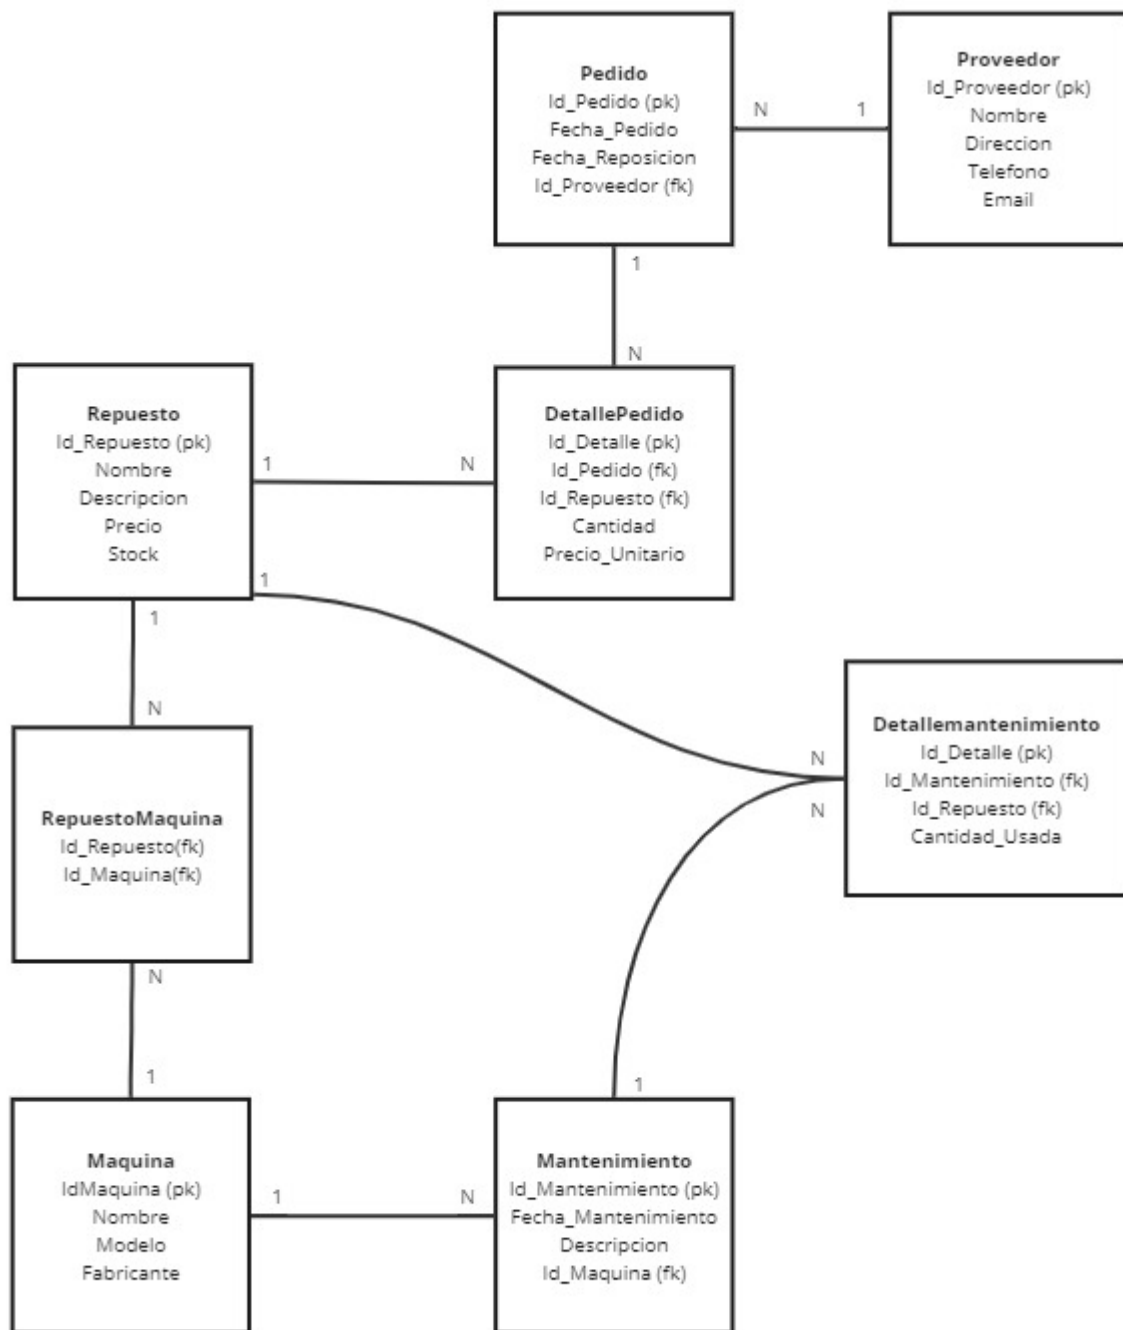 Pedido
Id_Pedido (pk)
Fecha_Pedido
Fecha_Reposicion
Id_Proveedor (fk)
N
1
Proveedor
Id_Proveedor (pk)
Nombre
Direccion
Telefono
Email
1
N
Repuesto
Id_Repuesto (pk)
Nombre
Descripcion
Precio
Stock
1
N
DetallePedido
Id_Detalle (pk)
Id_Pedido (fk)
Id_Repuesto (fk)
Cantidad
Precio_Unitario
1
1
N
N
N
Detallemantenimiento
Id_Detalle (pk)
Id_Mantenimiento (fk)
Id_Repuesto (fk)
Cantidad_Usada
RepuestoMaquina
Id_Repuesto(fk)
Id_Maquina(fk)
N
1
1
Maquina
IdMaquina (pk)
Nombre
Modelo
Fabricante
1
N
Mantenimiento
Id_Mantenimiento (pk)
Fecha_Mantenimiento
Descripcion
Id_Maquina (fk)